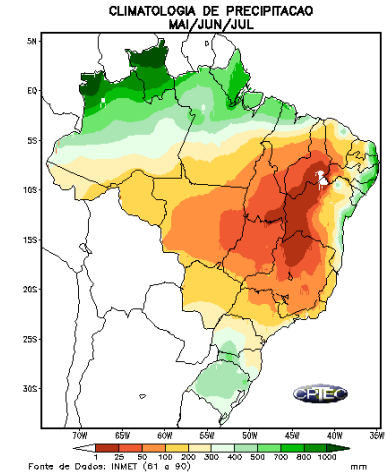 CLIMATOLOGIA DE PRECIPITACAO
MAI/JUN/JUL
5N
EQ
5S
10S
15S
20S
25S
30S
70W 65W 60W 55W 50W 45W 40W 35W
CPTEC
1 25 50 100 200 300 400 500 700 800 1000
Fonte de Dados: INMET (61 a 90) mm